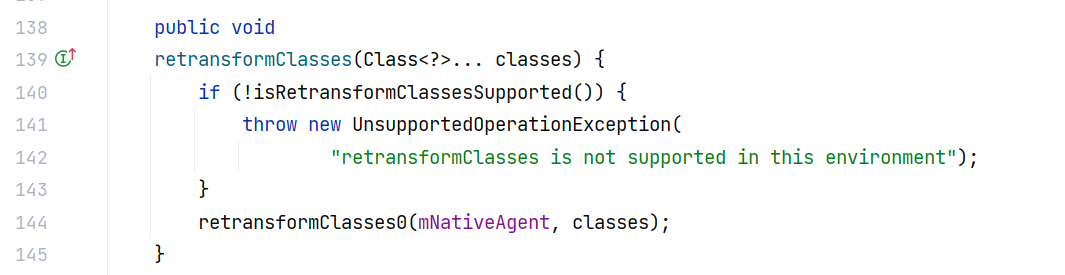 138 public void
139 retransformClasses(Class<?>... classes) {
140 if (!isRetransformClassesSupported()) {
141 throw new UnsupportedOperationException(
142 "retransformClasses is not supported in this environment");
143 }
144 retransformClasses0(mNativeAgent, classes);
145 }